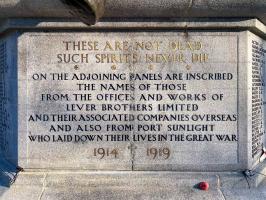 THESE ARE NOT DEAD
SUCH SPIRITS NEVER DIE
ON THE ADJOINING PANELS ARE INSCRIBED
THE NAMES OF THOSE
FROM THE OFFICES AND WORKS OF
LEVER BROTHERS LIMITED
AND THEIR ASSOCIATED COMPANIES OVERSEAS
AND ALSO FROM PORT SUNLIGHT
WHO LAID DOWN THEIR LIVES IN THE GREAT WAR
1914 1919